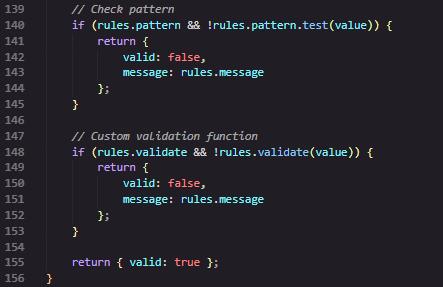 139 // Check pattern
140 if (rules.pattern && !rules.pattern.test(value)) {
141 return {
142 valid: false,
143 message: rules.message
144 };
145 }
146
147 // Custom validation function
148 if (rules.validate && !rules.validate(value)) {
149 return {
150 valid: false,
151 message: rules.message
152 };
153 }
154
155 return { valid: true };
156 }